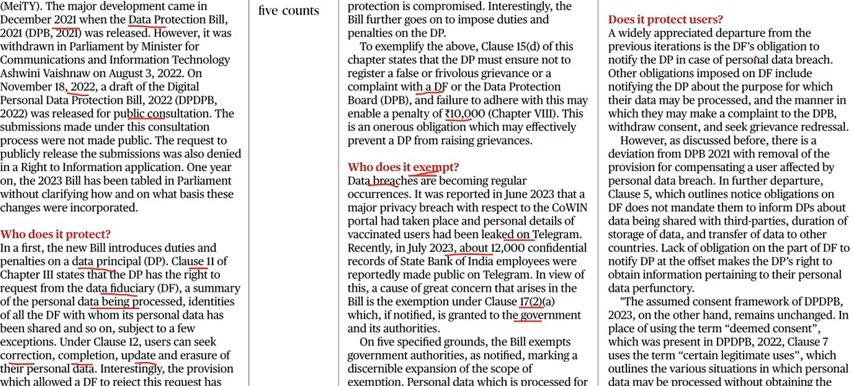 (MeiTY). The major development came in
December 2021 when the Data Protection Bill,
2021 (DPB, 2021) was released. However, it was
withdrawn in Parliament by Minister for
Communications and Information Technology
Ashwini Vaishnaw on August 3, 2022. On
November 18, 2022, a draft of the Digital
Personal Data Protection Bill, 2022 (DPDPB,
2022) was released for public consultation. The
submissions made under this consultation
process were not made public. The request to
publicly release the submissions was also denied
in a Right to Information application. One year
on, the 2023 Bill has been tabled in Parliament
without clarifying how and on what basis these
changes were incorporated.
Who does it protect?
In a first, the new Bill introduces duties and
penalties on a data principal (DP). Clause 11 of
Chapter III states that the DP has the right to
request from the data fiduciary (DF), a summary
of the personal data being processed, identities
of all the DF with whom its personal data has
been shared and so on, subject to a few
exceptions. Under Clause 12, users can seek
correction, completion, update and erasure of
their personal data. Interestingly, the provision
which allowed a DF to reject this request has
five counts
protection is compromised. Interestingly, the
Bill further goes on to impose duties and
penalties on the DP.
To exemplify the above, Clause 15(d) of this
chapter states that the DP must ensure not to
register a false or frivolous grievance or a
complaint with a DF or the Data Protection
Board (DPB), and failure to adhere with this may
enable a penalty of ₹10,000 (Chapter VIII). This
is an onerous obligation which may effectively
prevent a DP from raising grievances.
Who does it exempt?
Data breaches are becoming regular
occurrences. It was reported in June 2023 that a
major privacy breach with respect to the CoWIN
portal had taken place and personal details of
vaccinated users had been leaked on Telegram.
Recently, in July 2023, about 12,000 confidential
records of State Bank of India employees were
reportedly made public on Telegram. In view of
this, a cause of great concern that arises in the
Bill is the exemption under Clause 17(2)(a)
which, if notified, is granted to the government
and its authorities.
On five specified grounds, the Bill exempts
government authorities, as notified, marking a
discernible expansion of the scope of
exemption. Personal data which is processed for
Does it protect users?
A widely appreciated departure from the
previous iterations is the DF's obligation to
notify the DP in case of personal data breach.
Other obligations imposed on DF include
notifying the DP about the purpose for which
their data may be processed, and the manner in
which they may make a complaint to the DPB,
withdraw consent, and seek grievance redressal.
However, as discussed before, there is a
deviation from DPB 2021 with removal of the
provision for compensating a user affected by
personal data breach. In further departure,
Clause 5, which outlines notice obligations on
DF does not mandate them to inform DPs about
data being shared with third-parties, duration of
storage of data, and transfer of data to other
countries. Lack of obligation on the part of DF to
notify DP at the offset makes the DP's right to
obtain information pertaining to their personal
data perfunctory.
"The assumed consent framework of DPDPB,
2023, on the other hand, remains unchanged. In
place of using the term “deemed consent”,
which was present in DPDPB, 2022, Clause 7
uses the term “certain legitimate uses”, which
outlines the various situations in which personal
data may be processed without obtaining the